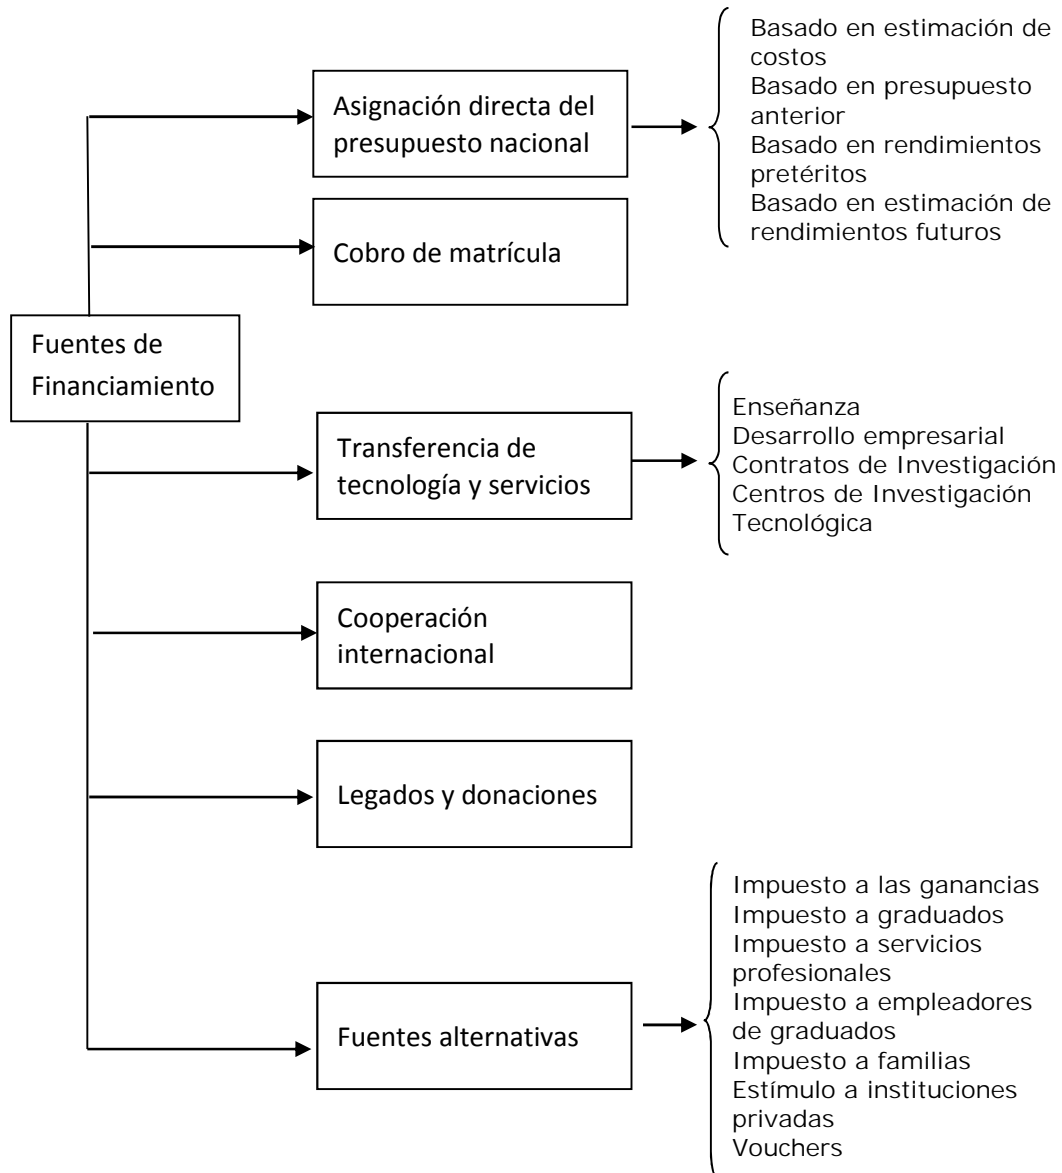 Basado en estimación de
costos
Basado en presupuesto
anterior
Basado en rendimientos
pretéritos
Basado en estimación de
rendimientos futuros
Asignación directa del
presupuesto nacional
Cobro de matrícula
Fuentes de
Financiamiento
Transferencia de
tecnología y servicios
Enseñanza
Desarrollo empresarial
Contratos de Investigación
Centros de Investigación
Tecnológica
Cooperación
internacional
Legados y donaciones
Fuentes alternativas
Impuesto a las ganancias
Impuesto a graduados
Impuesto a servicios
profesionales
Impuesto a empleadores
de graduados
Impuesto a familias
Estímulo a instituciones
privadas
Vouchers